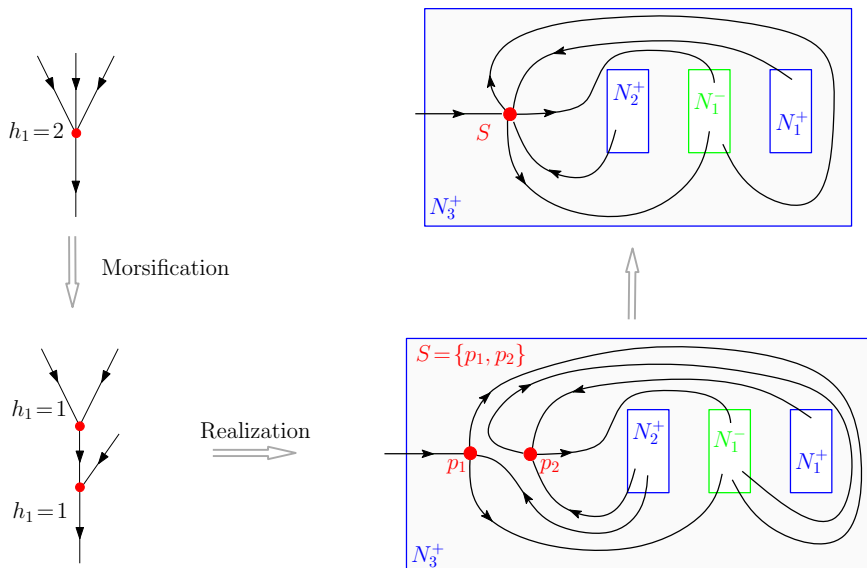 h₁=2
S
N₂⁺
N₁⁻
N₁⁺
N₃⁺
Morsification
h₁=1
h₁=1
Realization
S={p₁, p₂}
p₁
p₂
N₂⁺
N₁⁻
N₁⁺
N₃⁺